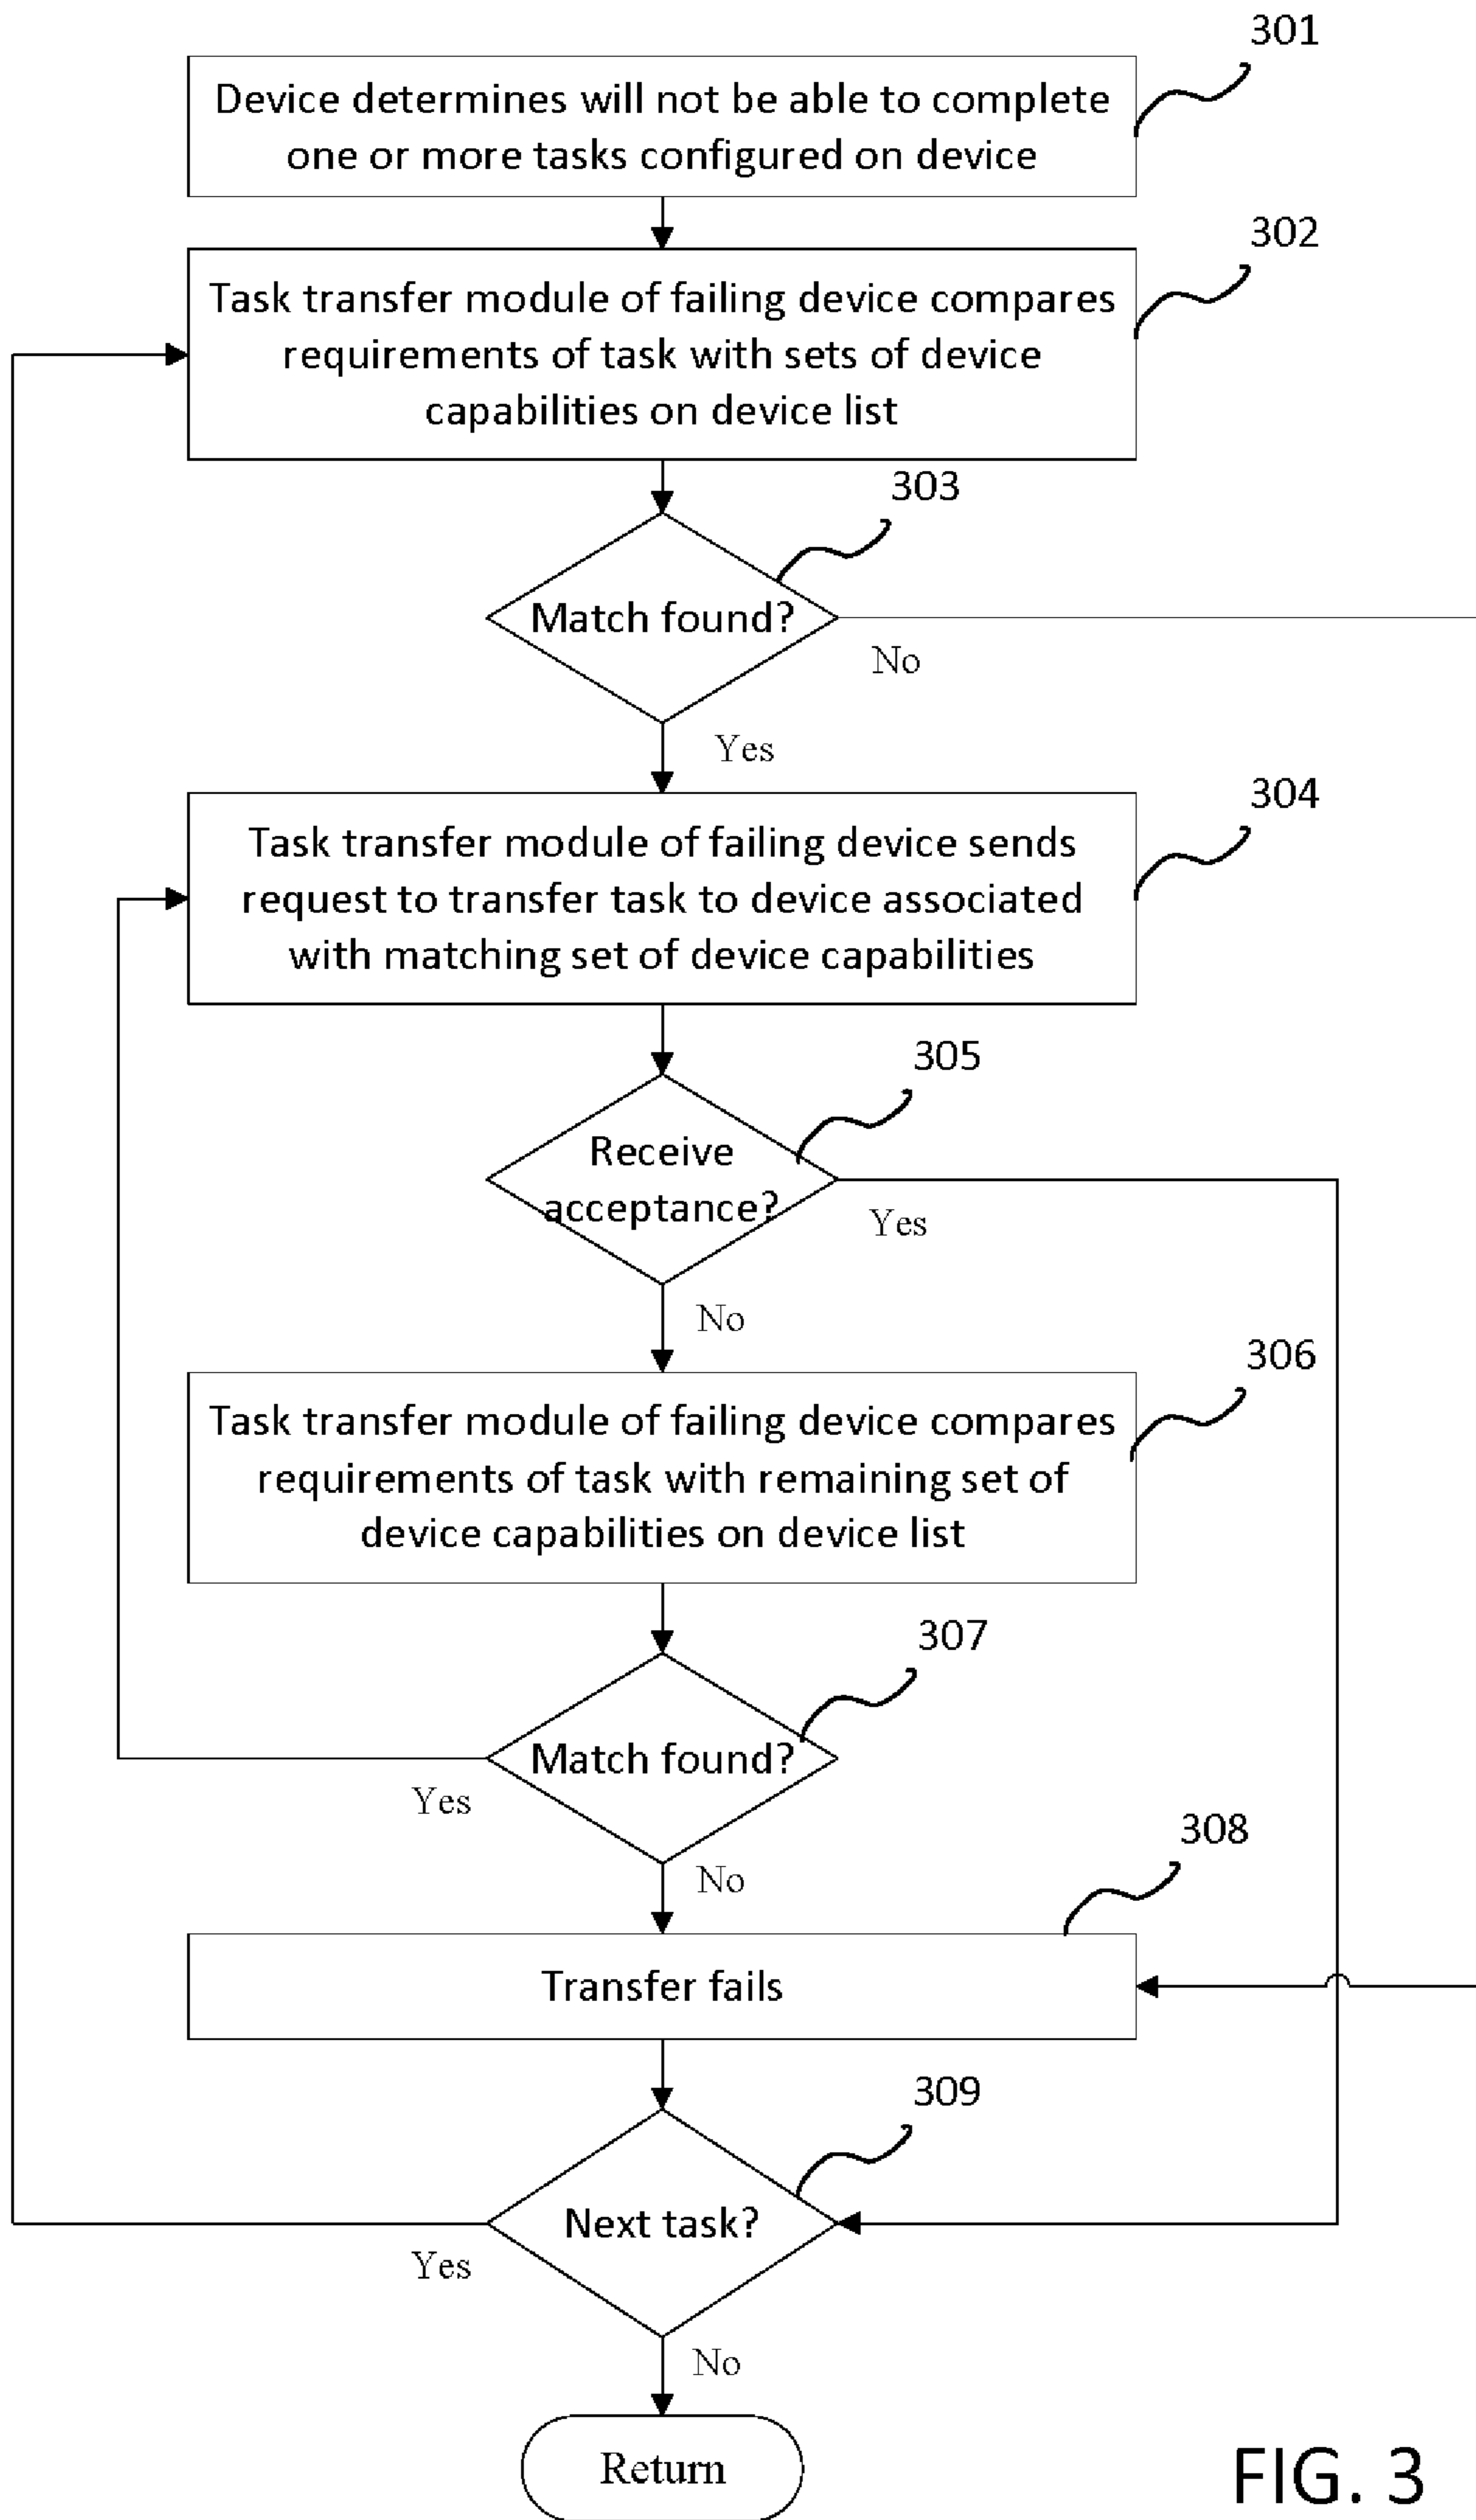 301
Device determines will not be able to complete
one or more tasks configured on device
302
Task transfer module of failing device compares
requirements of task with sets of device
capabilities on device list
303
Match found?
No
Yes
304
Task transfer module of failing device sends
request to transfer task to device associated
with matching set of device capabilities
305
Receive
acceptance?
Yes
No
306
Task transfer module of failing device compares
requirements of task with remaining set of
device capabilities on device list
307
Match found?
Yes
No
308
Transfer fails
309
Next task?
Yes
No
Return
FIG. 3